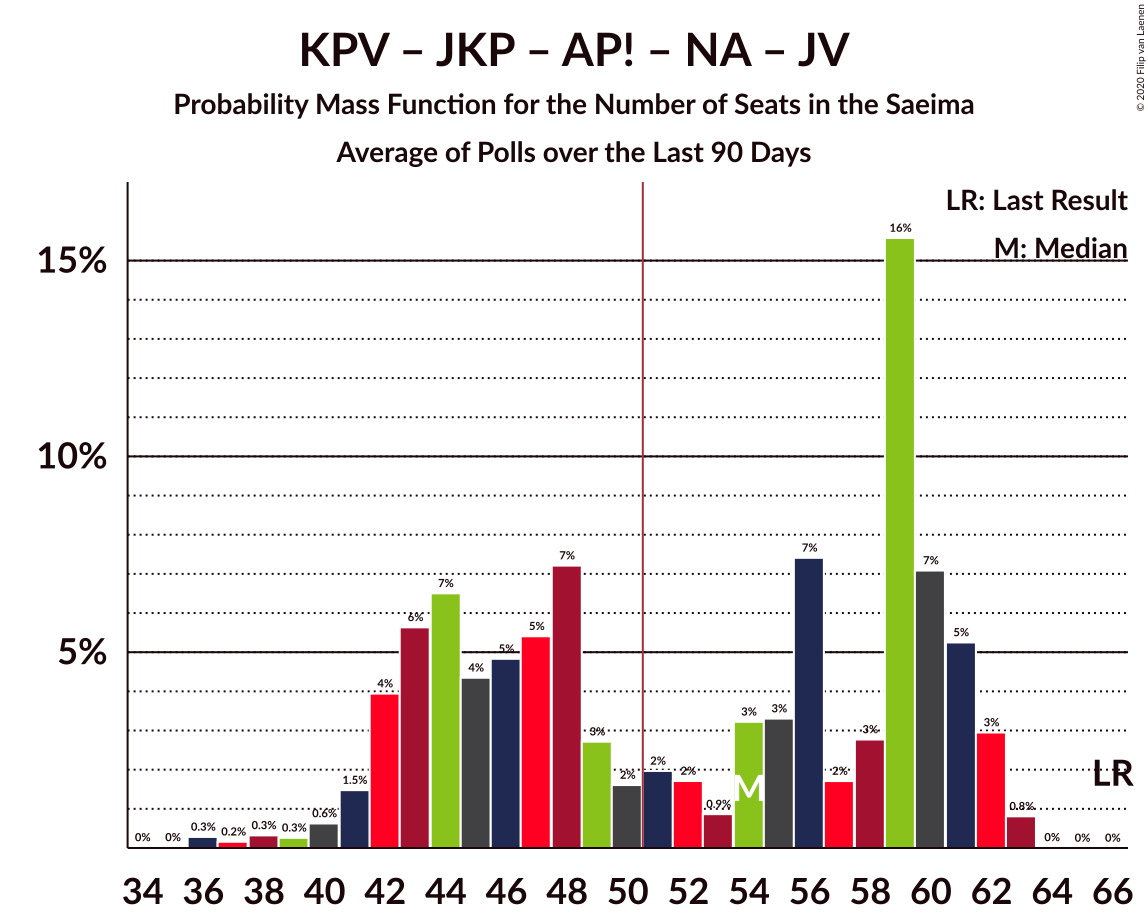 KPV – JKP – AP! – NA – JV
Probability Mass Function for the Number of Seats in the Saeima
Average of Polls over the Last 90 Days
© 2020 Filip van Laenen
LR: Last Result
M: Median
15%
10%
5%
0% 0% 0.3% 0.2% 0.3% 0.3% 0.6% 1.5% 4% 6% 7% 4% 5% 5% 7% 3% 2% 2% 2% 0.9% 3% 3% 7% 2% 3% 16% 7% 5% 3% 0.8% 0% 0% 0%
M
LR
34 36 38 40 42 44 46 48 50 52 54 56 58 60 62 64 66